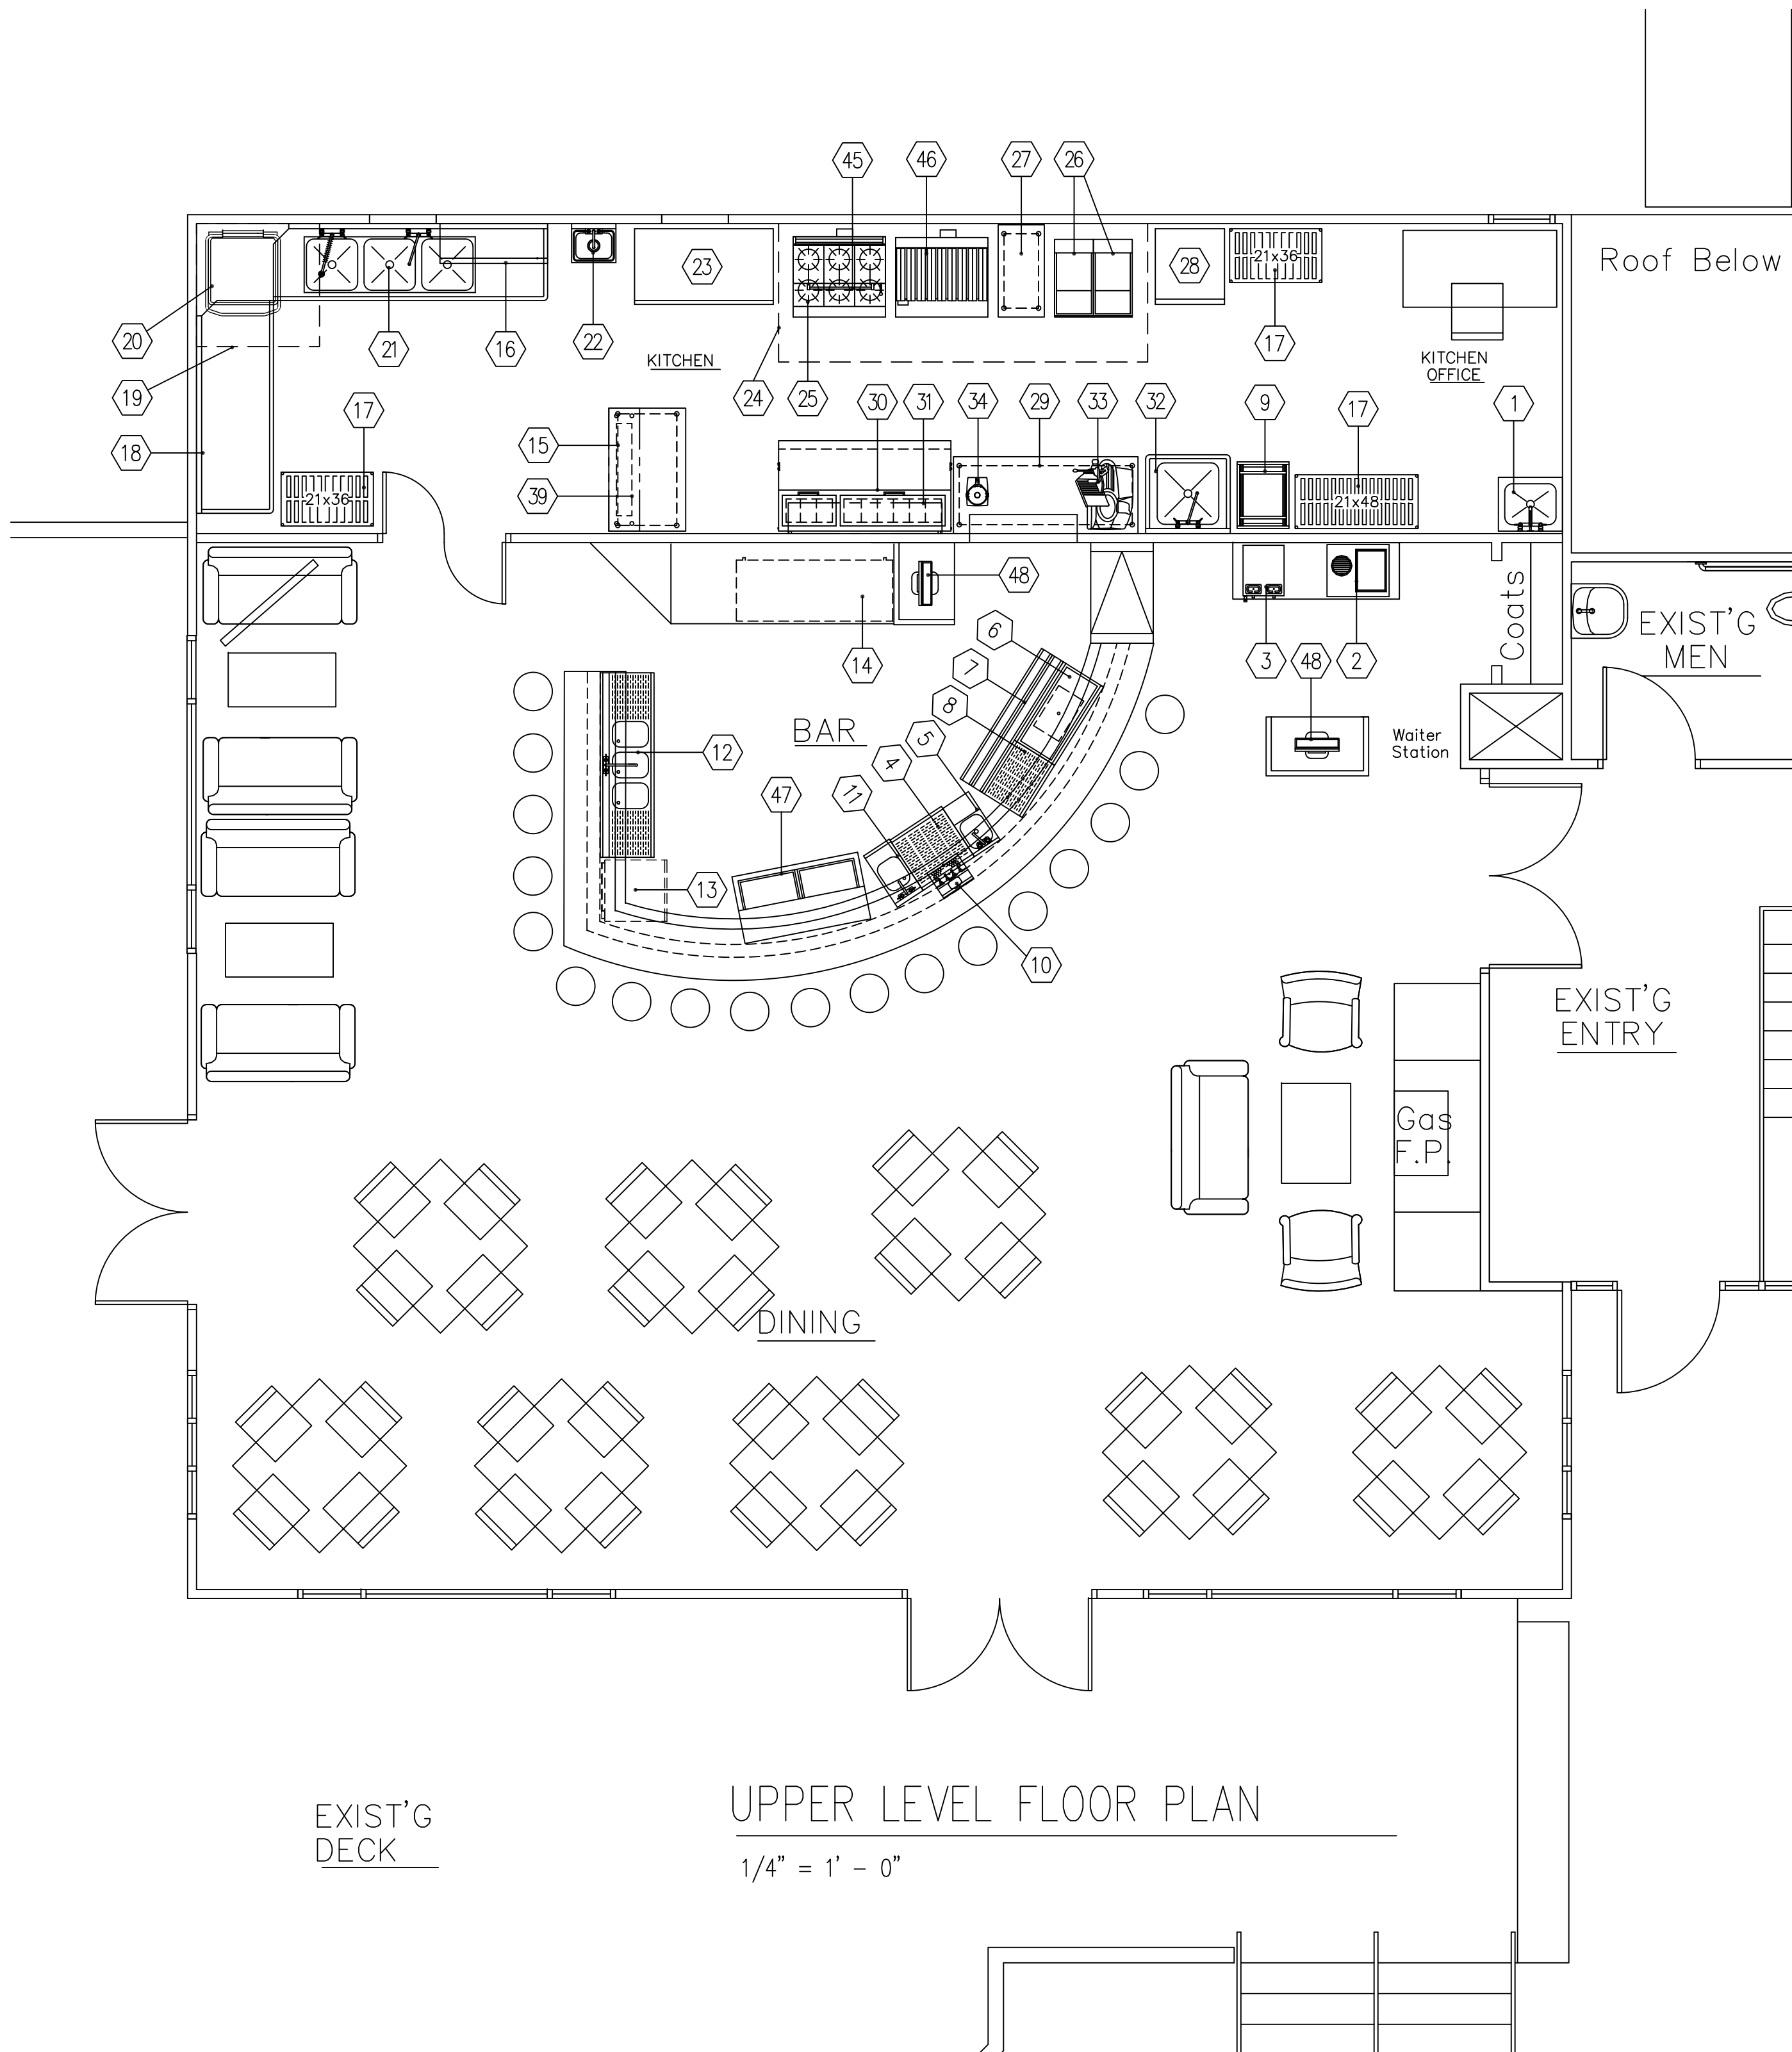 45
46
27
26
Roof Below
23
28
21x36
20
21
16
22
17
KITCHEN
KITCHEN
OFFICE
19
24
25
30
31
34
29
33
32
9
17
1
17
18
15
39
21x36
21x48
48
Coats
6
14
7
3
48
2
EXIST'G
MEN
8
BAR
5
12
4
Waiter
Station
47
11
13
10
EXIST'G
ENTRY
Gas
F.P.
DINING
UPPER LEVEL FLOOR PLAN
1/4" = 1' - 0"
EXIST'G
DECK